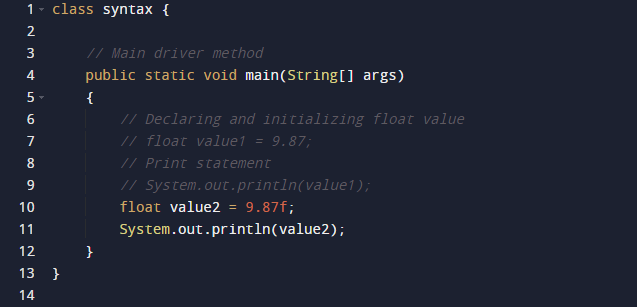 1 class syntax {
2
3 // Main driver method
4 public static void main(String[] args)
5 {
6 // Declaring and initializing float value
7 // float value1 = 9.87;
8 // Print statement
9 // System.out.println(value1);
10 float value2 = 9.87f;
11 System.out.println(value2);
12 }
13 }
14